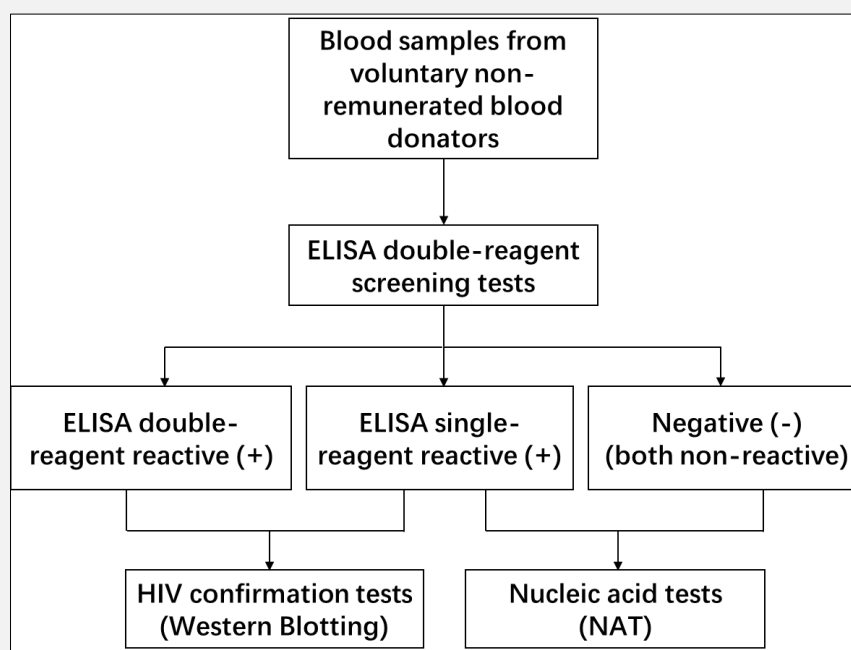 Blood samples from
voluntary non-
remunerated blood
donators
ELISA double-reagent
screening tests
ELISA double-
reagent reactive (+)
ELISA single-
reagent reactive (+)
Negative (-)
(both non-reactive)
HIV confirmation tests
(Western Blotting)
Nucleic acid tests
(NAT)